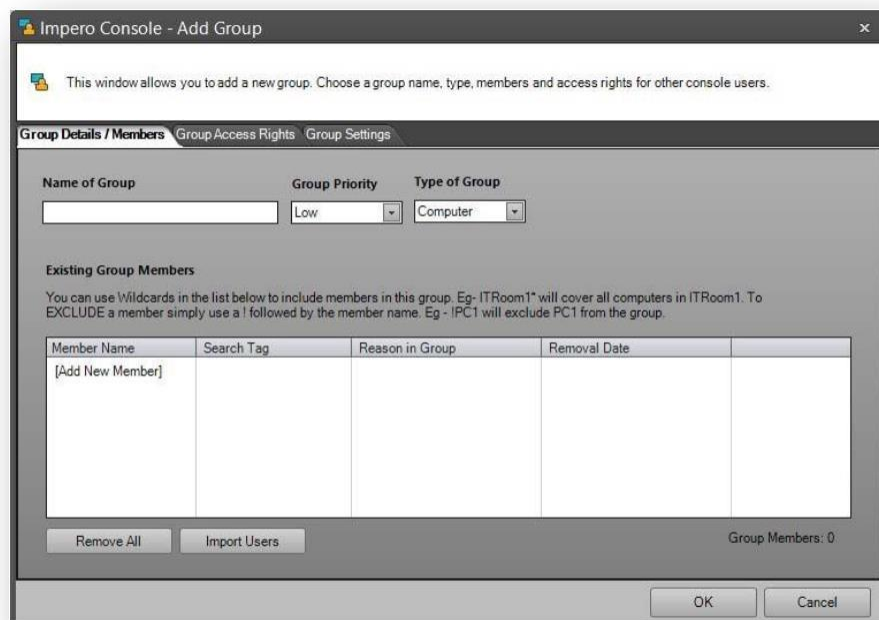 Impero Console - Add Group
This window allows you to add a new group. Choose a group name, type, members and access rights for other console users.
Group Details / Members Group Access Rights Group Settings
Name of Group Group Priority Type of Group
Low Computer
Existing Group Members
You can use Wildcards in the list below to include members in this group. Eg- ITRoom1* will cover all computers in ITRoom1. To
EXCLUDE a member simply use a ! followed by the member name. Eg - !PC1 will exclude PC1 from the group.
Member Name Search Tag Reason in Group Removal Date
[Add New Member]
Remove All Import Users Group Members: 0
OK Cancel